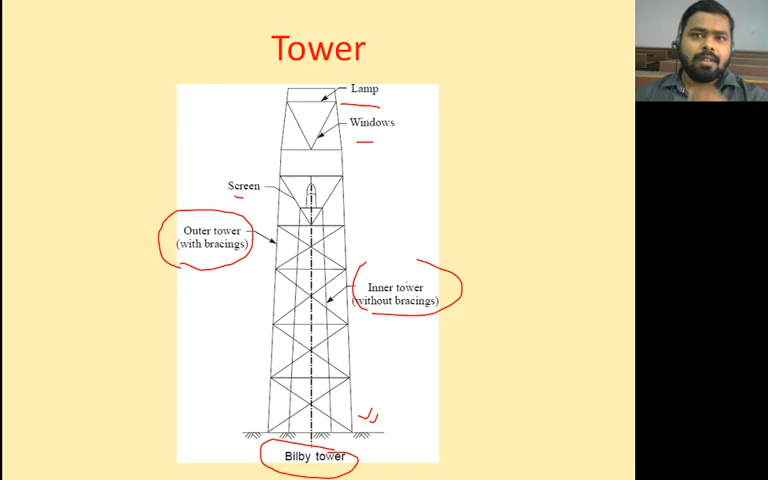 Tower
Lamp
Windows
Screen
Outer tower
(with bracings)
Inner tower
(without bracings)
Bilby tower